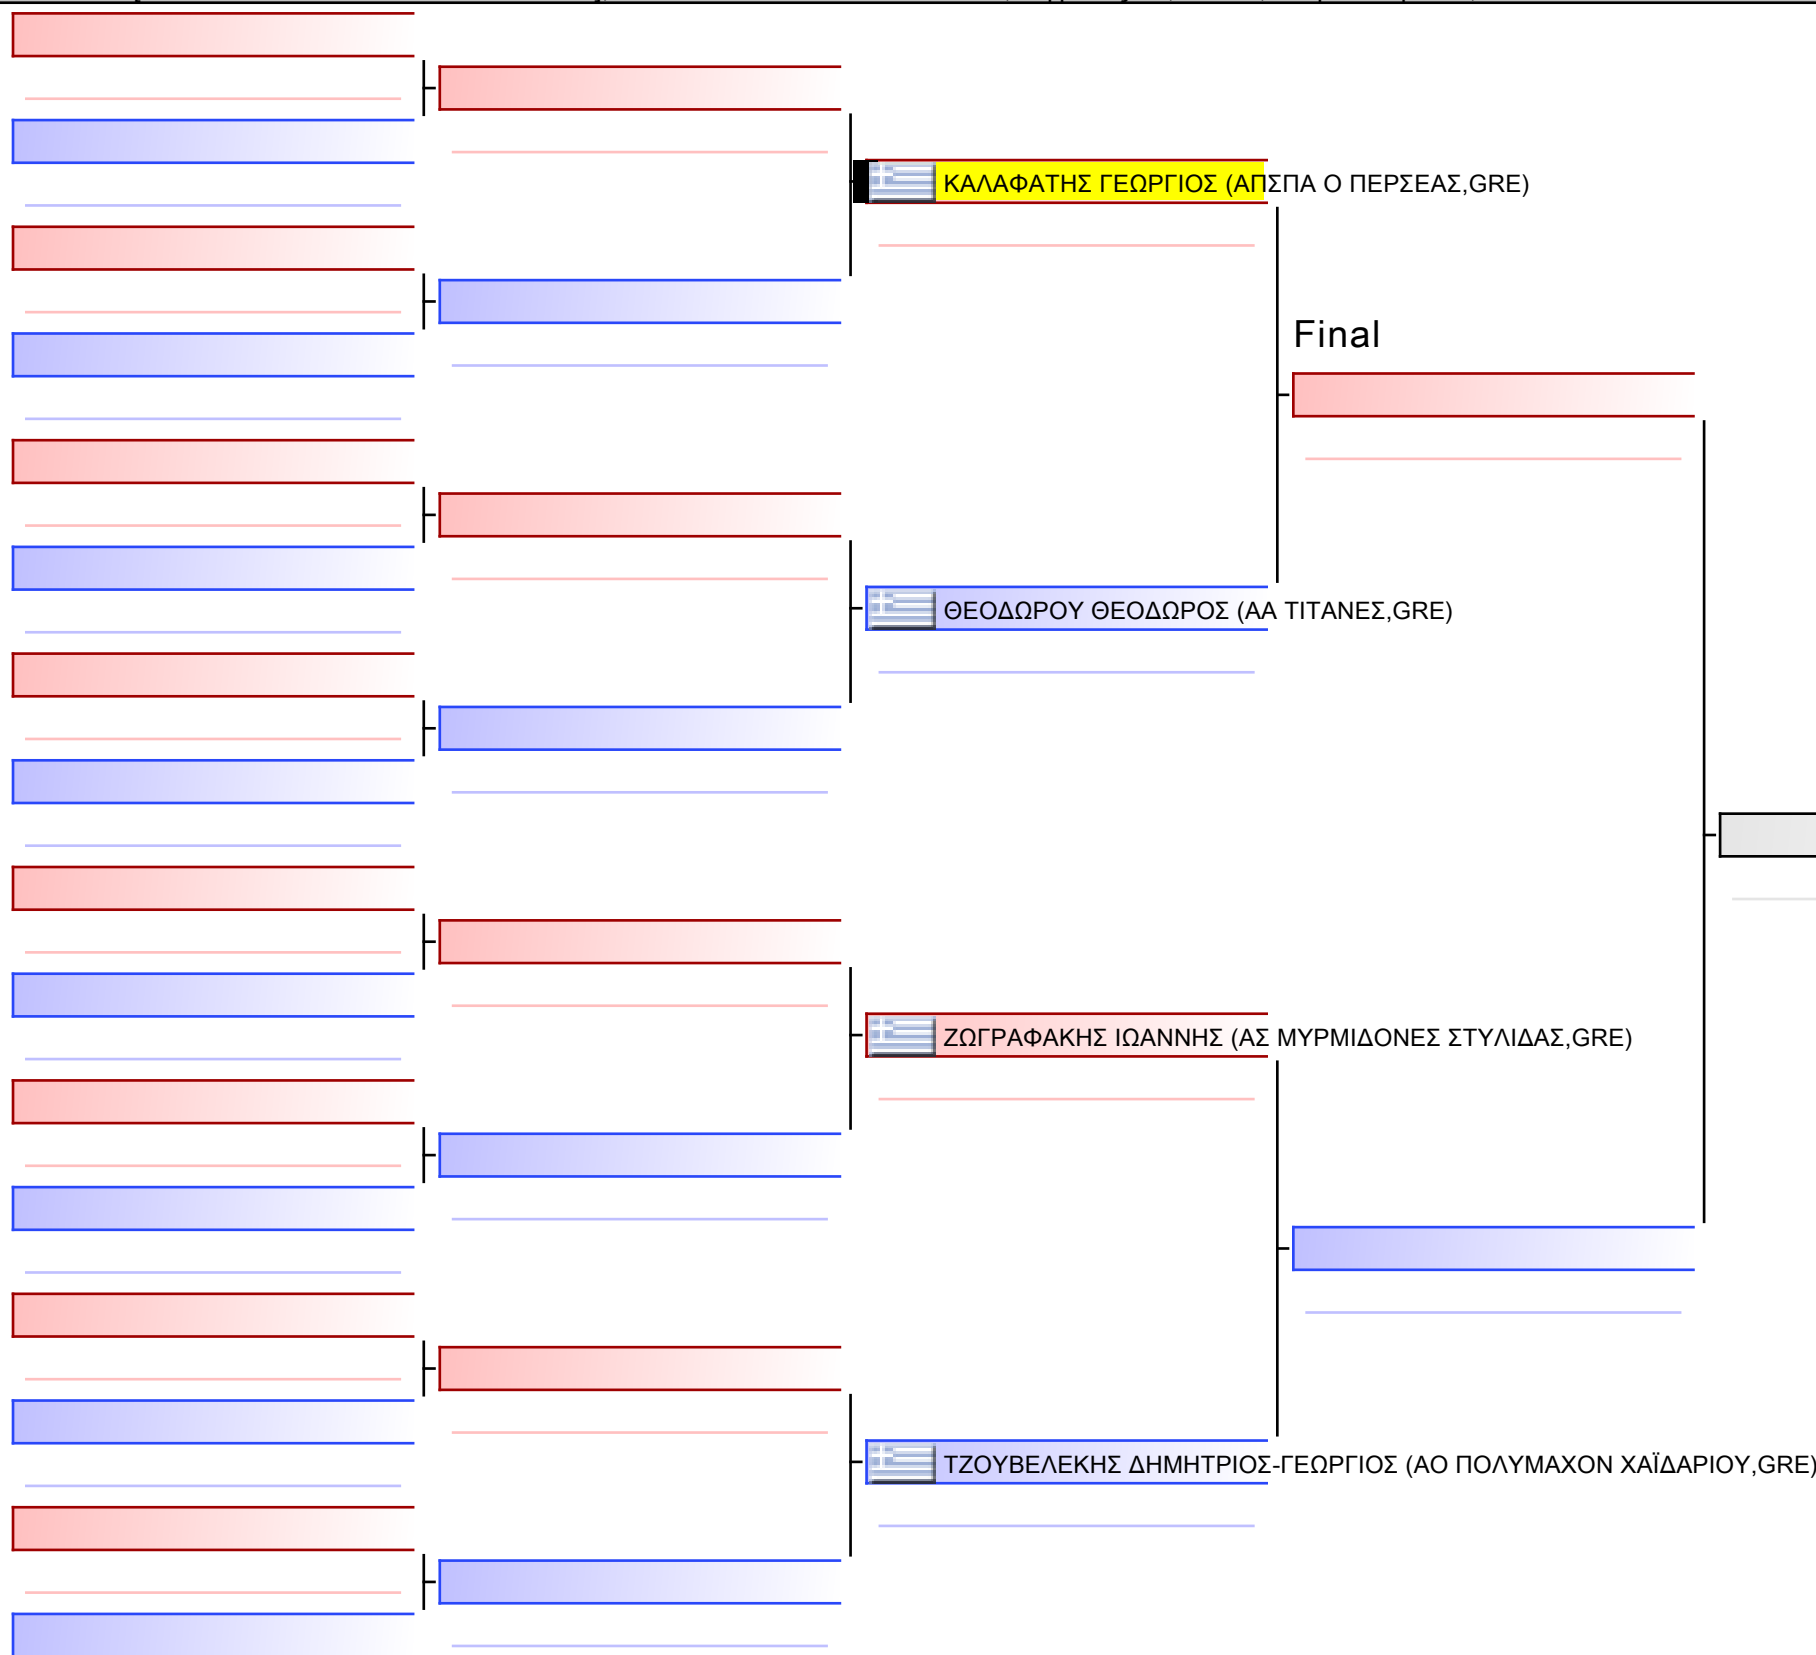 ΚΑΛΑΦΑΤΗΣ ΓΕΩΡΓΙΟΣ (ΑΠΣΠΑ Ο ΠΕΡΣΕΑΣ,GRE)
Final
ΘΕΟΔΩΡΟΥ ΘΕΟΔΩΡΟΣ (ΑΑ ΤΙΤΑΝΕΣ,GRE)
ΖΩΓΡΑΦΑΚΗΣ ΙΩΑΝΝΗΣ (ΑΣ ΜΥΡΜΙΔΟΝΕΣ ΣΤΥΛΙΔΑΣ,GRE)
ΤΖΟΥΒΕΛΕΚΗΣ ΔΗΜΗΤΡΙΟΣ-ΓΕΩΡΓΙΟΣ (ΑΟ ΠΟΛΥΜΑΧΟΝ ΧΑΪΔΑΡΙΟΥ,GRE)